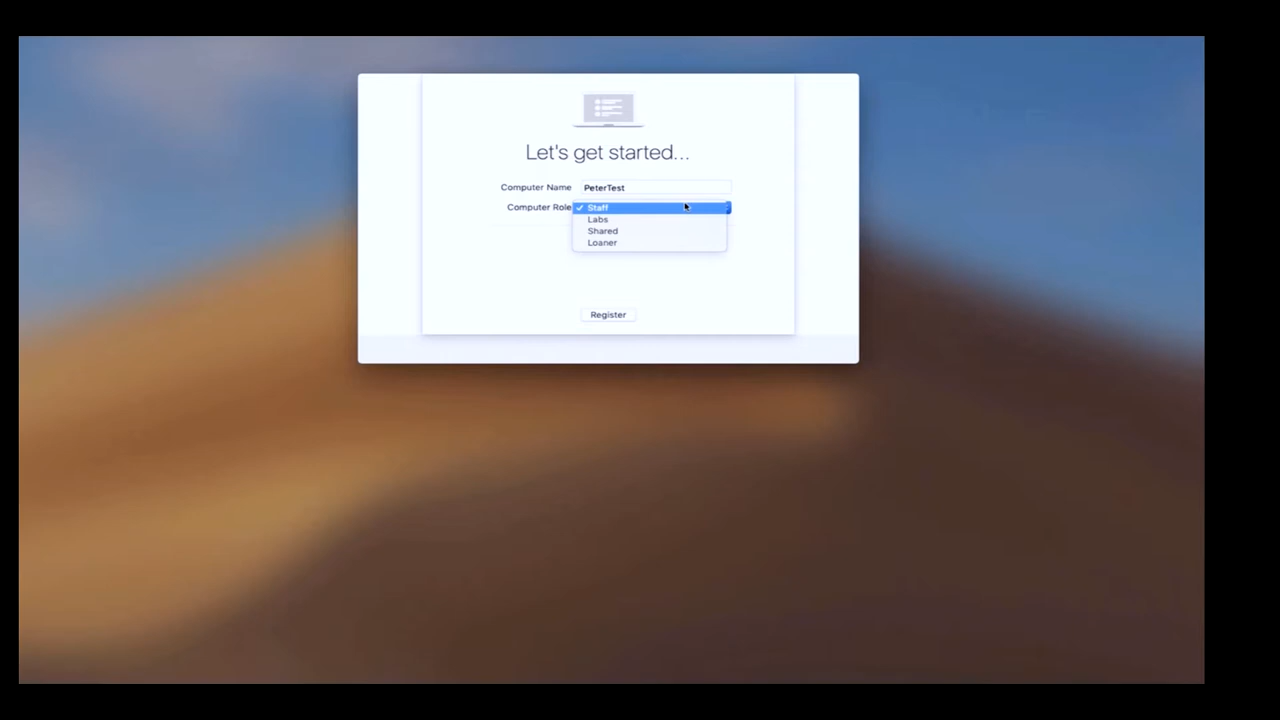 Let's get started...
Computer Name PeterTest
Computer Role ✓ Staff
Labs
Shared
Loaner
Register